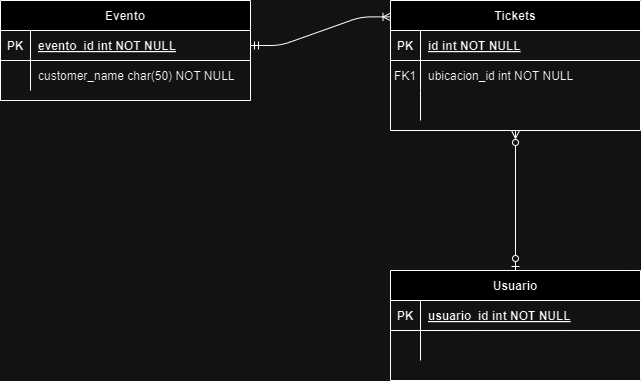 Evento
PK evento_id int NOT NULL
customer_name char(50) NOT NULL
Tickets
PK id int NOT NULL
FK1 ubicacion_id int NOT NULL
Usuario
PK usuario_id int NOT NULL